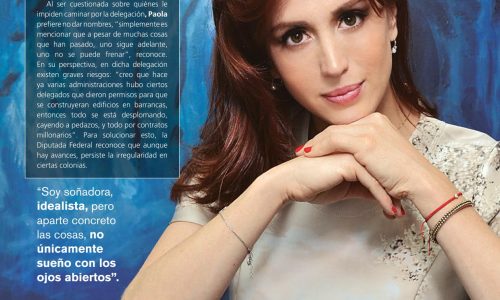 Al ser cuestionada sobre quiénes le
impiden caminar por la delegación, Paola
prefiere no dar nombres, “simplemente es
mencionar que a pesar de muchas cosas
que han pasado, uno sigue adelante,
uno no se puede frenar”, reconoce.
En su perspectiva, en dicha delegación
existen graves riesgos: “creo que hace
ya varias administraciones hubo ciertos
delegados que dieron permisos para que
se construyeran edificios en barrancas,
entonces todo se está desplomando,
cayendo a pedazos, y todo por contratos
millonarios”. Para solucionar esto, la
Diputada Federal reconoce que aunque
hay avances, persiste la irregularidad en
ciertas colonias.
“Soy soñadora,
idealista, pero
aparte concreto
las cosas, no
únicamente
sueño con los
ojos abiertos”.